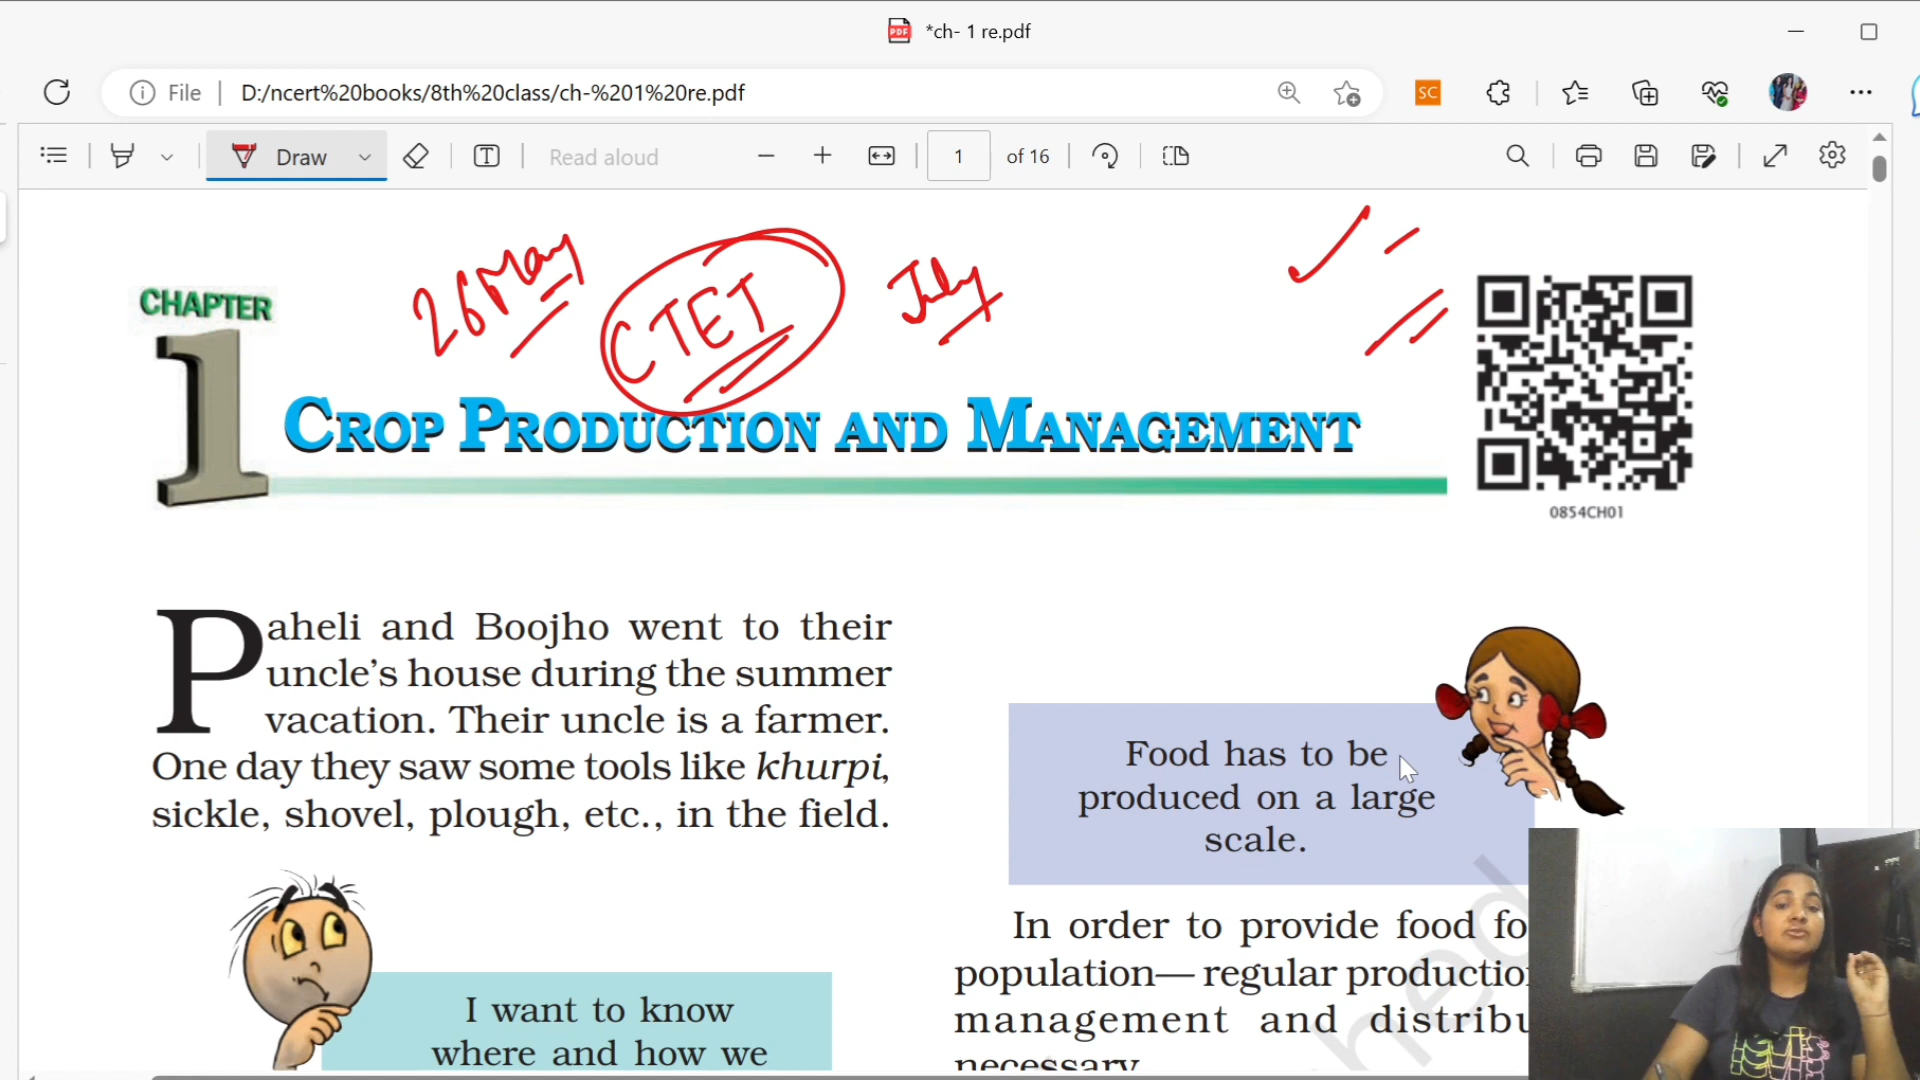 *ch- 1 re.pdf
File
D:/ncert%20books/8th%20class/ch-%201%20re.pdf
SC
Draw
Read aloud
1
of 16
26 May
CTET
July
CHAPTER
1
CROP PRODUCTION AND MANAGEMENT
0854CH01
Paheli and Boojho went to their
uncle's house during the summer
vacation. Their uncle is a farmer.
One day they saw some tools like khurpi,
sickle, shovel, plough, etc., in the field.
I want to know
where and how we
Food has to be
produced on a large
scale.
In order to provide food fo
population— regular productio
management and distribu
necessary
hed